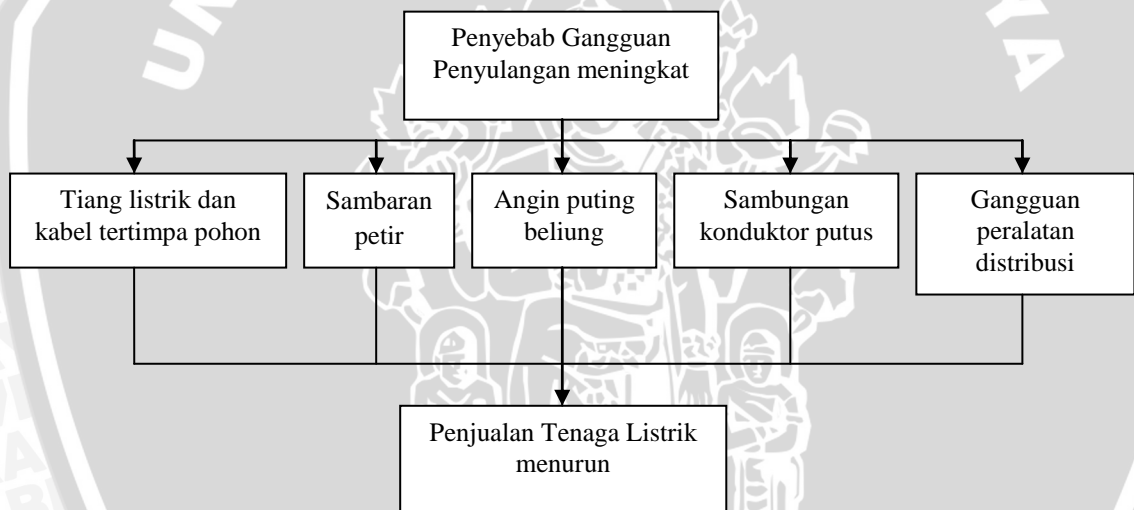 Penyebab Gangguan
Penyulangan meningkat
Tiang listrik dan
kabel tertimpa pohon
Sambaran
petir
Angin puting
beliung
Sambungan
konduktor putus
Gangguan
peralatan
distribusi
Penjualan Tenaga Listrik
menurun